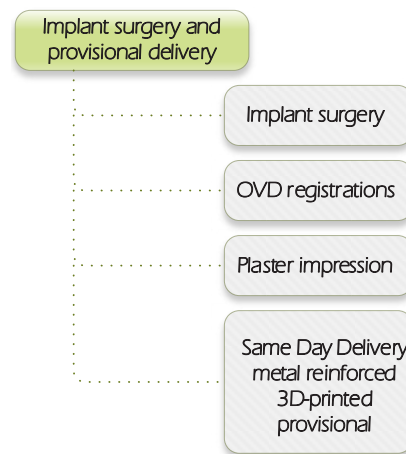 Implant surgery and
provisional delivery
Implant surgery
OVD registrations
Plaster impression
Same Day Delivery
metal reinforced
3D-printed
provisional